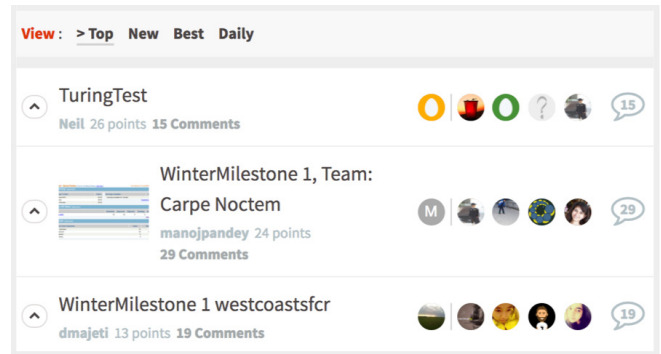 View : > Top New Best Daily
TuringTest
15
Neil 26 points 15 Comments
WinterMilestone 1, Team:
Carpe Noctem
M
29
manojpandey 24 points
29 Comments
WinterMilestone 1 westcoastsfcr
19
dmajeti 13 points 19 Comments